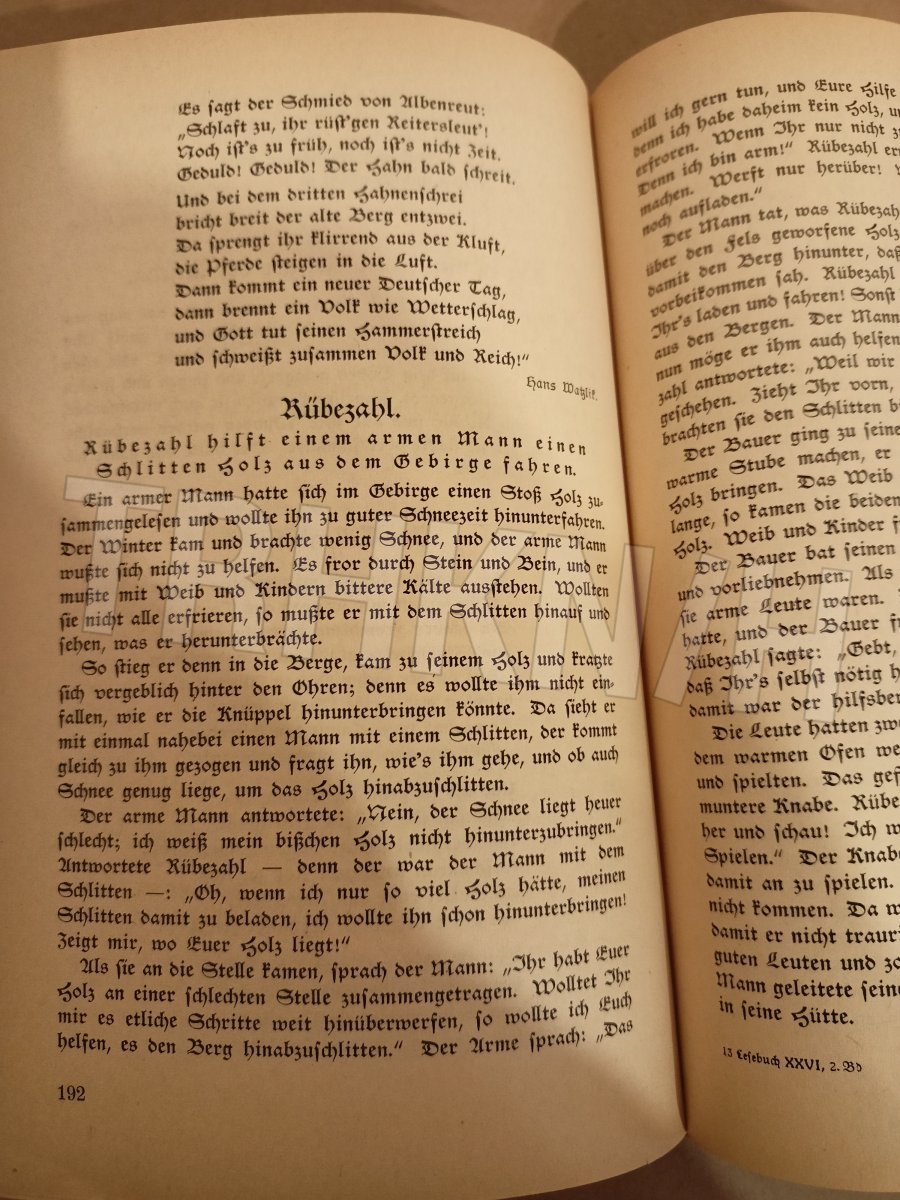 Es sagt der Schmied von Albenreut:
„Schlaft zu, ihr rüst'gen Reitersleut'!
Noch ist's zu früh, noch ist's nicht Zeit.
Geduld! Geduld! Der Hahn bald schreit.
Und bei dem dritten Hahnenschrei
bricht breit der alte Berg entzwei.
Da sprengt ihr klirrend aus der Kluft,
die Pferde steigen in die Luft.
Dann kommt ein neuer Deutscher Tag,
dann brennt ein Volk wie Wetterschlag,
und Gott tut seinen Hammerstreich
und schweißt zusammen Volk und Reich!“
Hans Watzlik.
Rübezahl.
Rübezahl hilft einem armen Mann einen
Schlitten Holz aus dem Gebirge fahren.
Ein armer Mann hatte sich im Gebirge einen Stoß Holz zu-
sammengelesen und wollte ihn zu guter Schneezeit hinunterfahren.
Der Winter kam und brachte wenig Schnee, und der arme Mann
wußte sich nicht zu helfen. Es fror durch Stein und Bein, und er
mußte mit Weib und Kindern bittere Kälte ausstehen. Wollten
sie nicht alle erfrieren, so mußte er mit dem Schlitten hinauf und
sehen, was er herunterbrächte.
So stieg er denn in die Berge, kam zu seinem Holz und kratzte
sich vergeblich hinter den Ohren; denn es wollte ihm nicht ein-
fallen, wie er die Knüppel hinunterbringen könnte. Da sieht er
mit einmal nahebei einen Mann mit einem Schlitten, der kommt
gleich zu ihm gezogen und fragt ihn, wie's ihm gehe, und ob auch
Schnee genug liege, um das Holz hinabzuschlitten.
Der arme Mann antwortete: „Nein, der Schnee liegt heuer
schlecht; ich weiß mein bißchen Holz nicht hinunterzubringen.“
Antwortete Rübezahl — denn der war der Mann mit dem
Schlitten —: „Oh, wenn ich nur so viel Holz hätte, meinen
Schlitten damit zu beladen, ich wollte ihn schon hinunterbringen!
Zeigt mir, wo Euer Holz liegt!“
Als sie an die Stelle kamen, sprach der Mann: „Ihr habt Euer
Holz an einer schlechten Stelle zusammengetragen. Wolltet Ihr
mir es etliche Schritte weit hinüberwerfen, so wollte ich Euch
helfen, es den Berg hinabzuschlitten.“ Der Arme sprach: „Das
192
will ich gern tun, und Eure Hilfe
denn ich habe daheim kein Holz, u
erfroren. Wenn Ihr nur nicht z
Denn ich bin arm!“ Rübezahl er
machen. Werft nur herüber!
noch aufladen.“
Der Mann tat, was Rübezah
über den Fels geworfene Holz
damit den Berg hinunter, daß
vorbeikommen sah. Rübezahl
Ihr's laden und fahren! Sonst
aus den Bergen. Der Mann
nun möge er ihm auch helfen
zahl antwortete: „Weil wir
geschehen. Zieht Ihr vorn,
brachten sie den Schlitten b
Der Bauer ging zu seine
warme Stube machen, er
Holz bringen. Das Weib
lange, so kamen die beiden
Holz. Weib und Kinder f
Der Bauer bat seinen
und vorliebnehmen. Als
sie arme Leute waren.
hatte, und der Bauer f
Rübezahl sagte: „Gebt,
daß Ihr's selbst nötig h
damit war der hilfsber
Die Leute hatten zwe
dem warmen Ofen we
und spielten. Das gef
muntere Knabe. Rübe
her und schau! Ich w
Spielen.“ Der Knabe
damit an zu spielen.
nicht kommen. Da w
damit er nicht trauri
guten Leuten und zo
Mann geleitete seine
in seine Hütte.
13 Lesebuch XXVI, 2. Bd